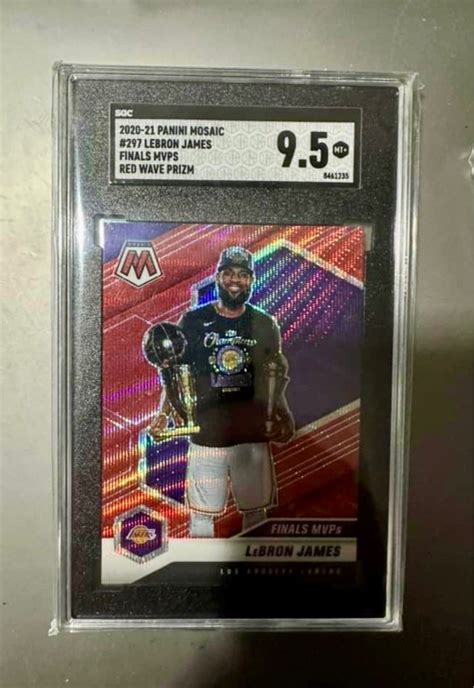 SGC
2020-21 PANINI MOSAIC
#297 LEBRON JAMES
FINALS MVPS
RED WAVE PRIZM
9.5 MT+
8461235
M
Champions
LAKERS
FINALS MVPs
LEBRON JAMES
LOS ANGELES LAKERS